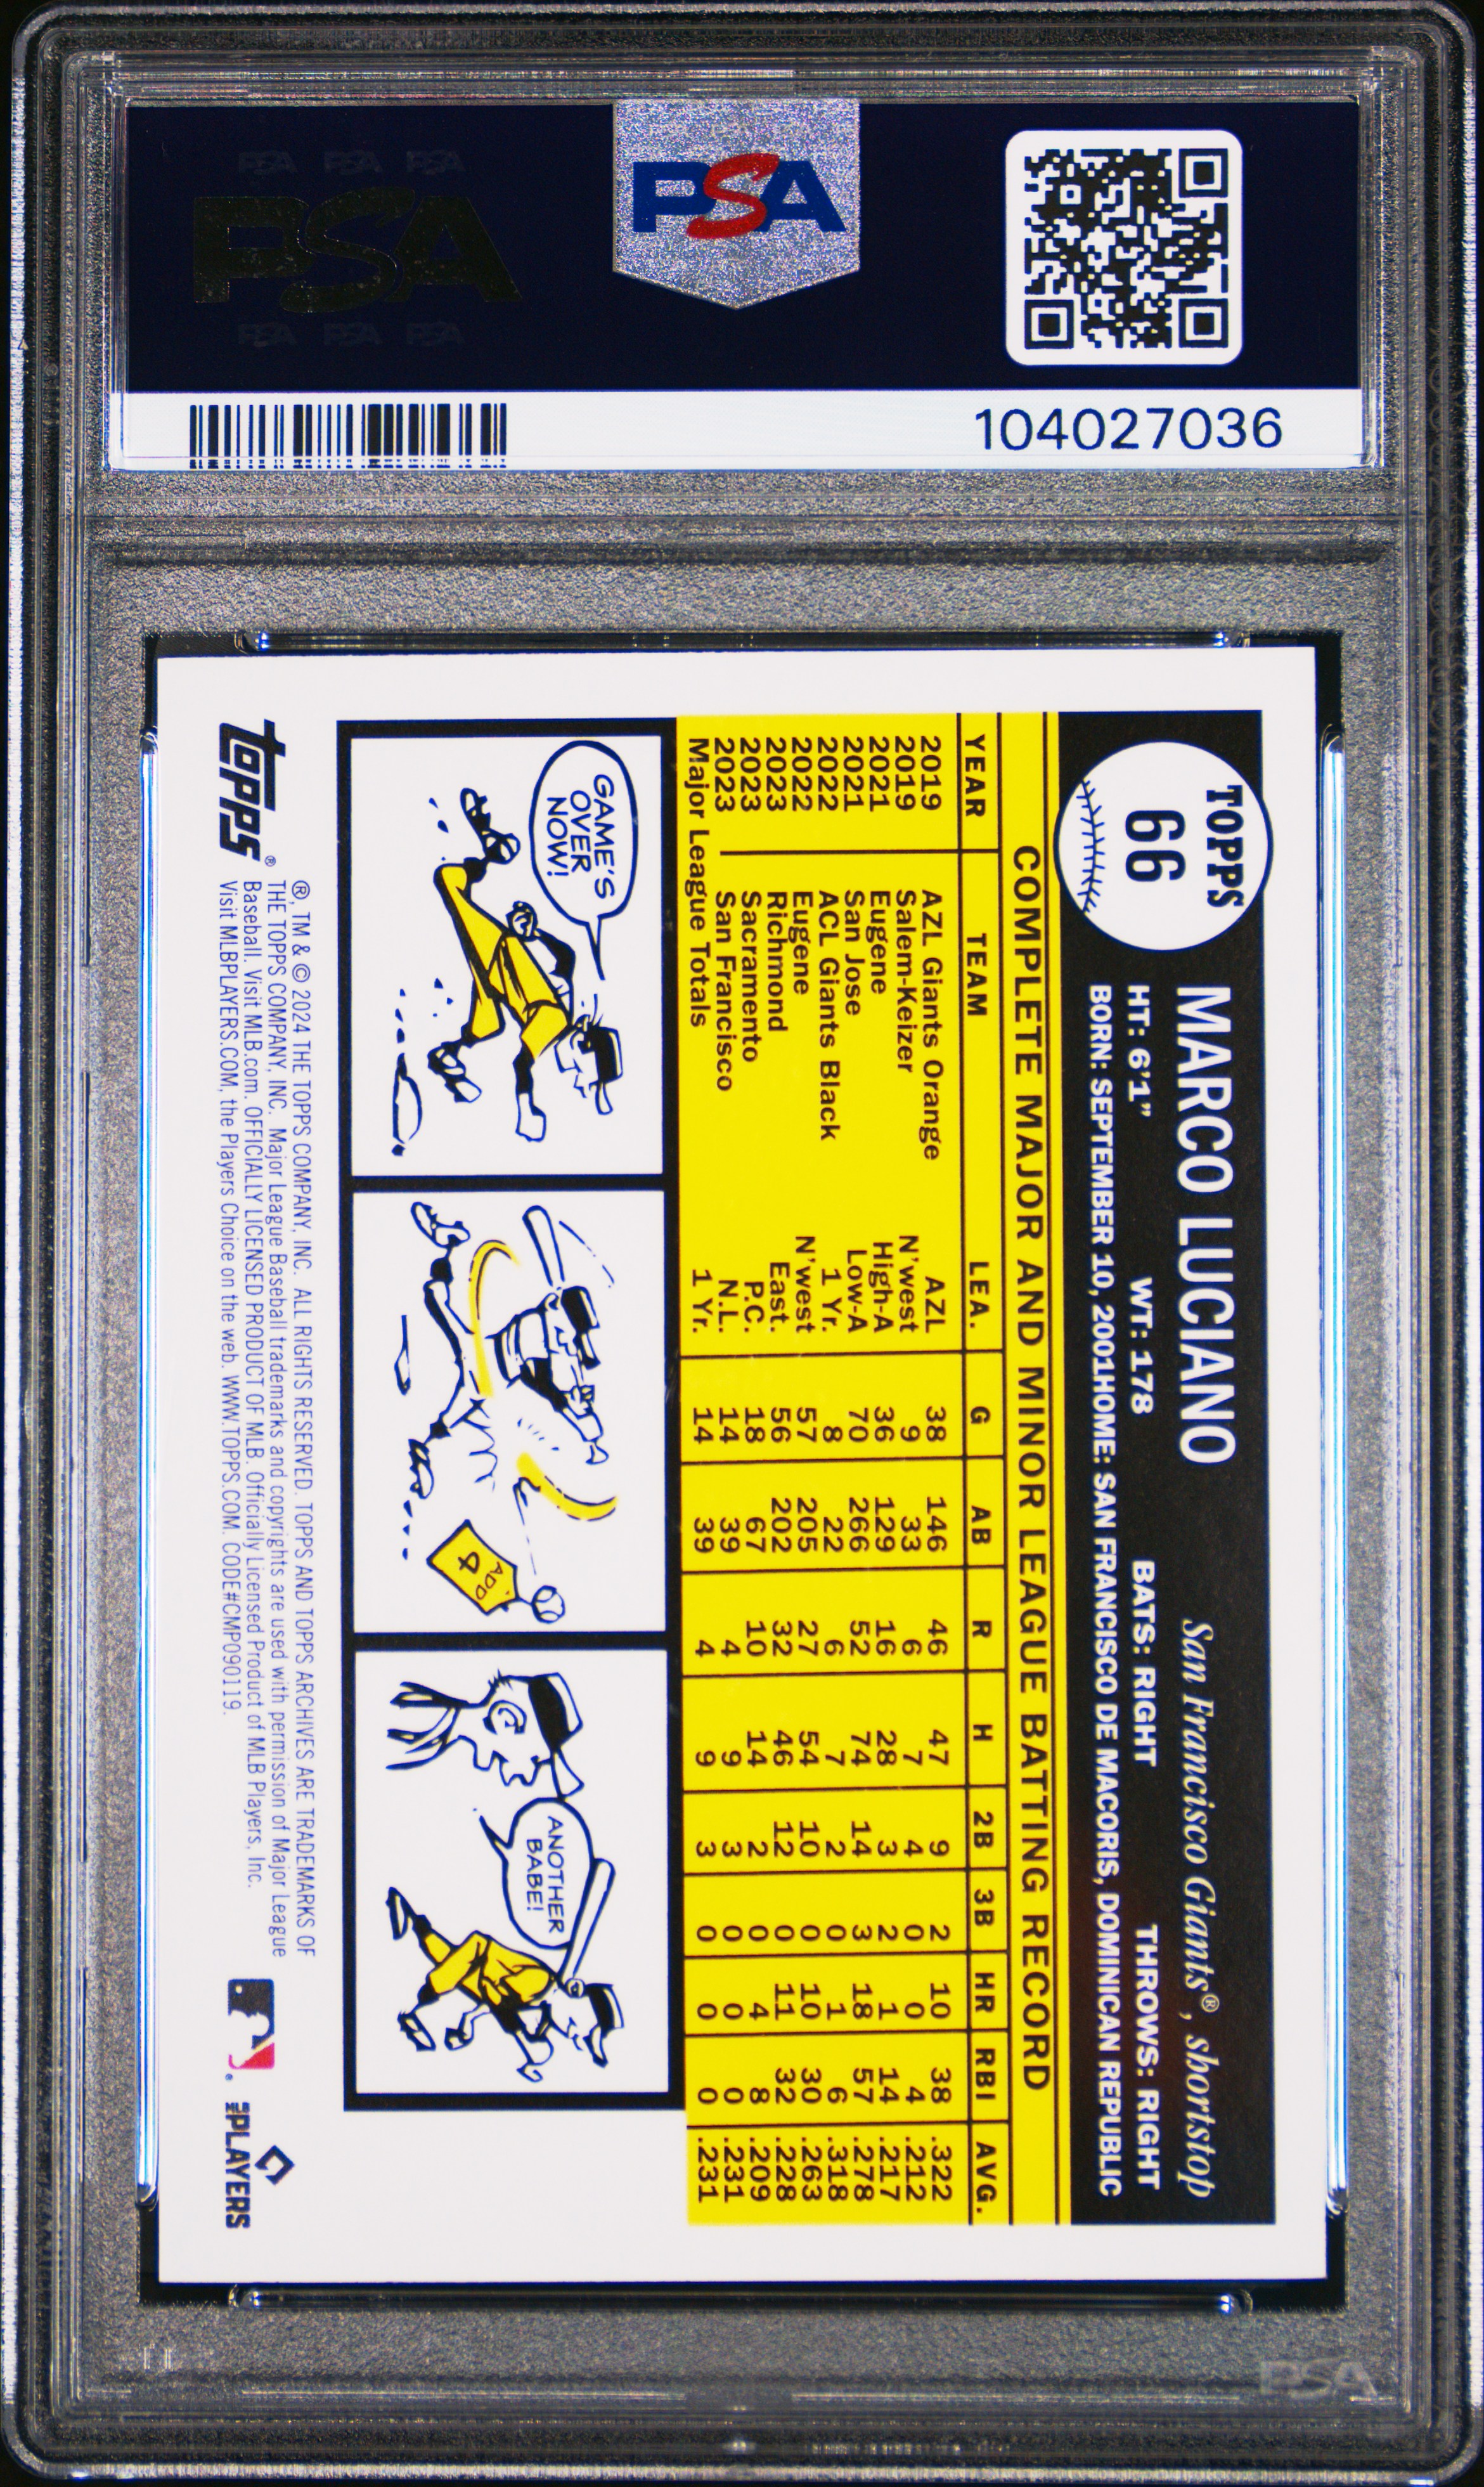 PSA PSA PSA
PSA
PSA PSA PSA
PSA
104027036
TOPPS
66
MARCO LUCIANO
San Francisco Giants®, shortstop
HT: 6'1" WT: 178 BATS: RIGHT THROWS: RIGHT
BORN: SEPTEMBER 10, 2001HOME: SAN FRANCISCO DE MACORIS, DOMINICAN REPUBLIC
COMPLETE MAJOR AND MINOR LEAGUE BATTING RECORD
YEAR TEAM LEA. G AB R H 2B 3B HR RBI AVG.
2019 AZL Giants Orange AZL 38 146 46 47 9 2 10 38 .322
2019 Salem-Keizer N'west 9 33 6 7 4 0 0 4 .212
2021 Eugene High-A 36 129 16 28 3 2 1 14 .217
2021 San Jose Low-A 70 266 52 74 14 3 18 57 .278
2022 ACL Giants Black 1 Yr. 8 22 6 7 2 0 1 6 .318
2022 Eugene N'west 57 205 27 54 10 0 10 30 .263
2023 Richmond East. 56 202 32 46 12 0 11 32 .228
2023 Sacramento P.C. 18 67 10 14 2 0 4 8 .209
2023 San Francisco N.L. 14 39 4 9 3 0 0 0 .231
Major League Totals 1 Yr. 14 39 4 9 3 0 0 0 .231
GAME'S
OVER
NOW!
ADD
4
ANOTHER
BABE!
topps®
®, TM & © 2024 THE TOPPS COMPANY, INC. ALL RIGHTS RESERVED. TOPPS AND TOPPS ARCHIVES ARE TRADEMARKS OF
THE TOPPS COMPANY, INC. Major League Baseball trademarks and copyrights are used with permission of Major League
Baseball. Visit MLB.com. OFFICIALLY LICENSED PRODUCT OF MLB. Officially Licensed Product of MLB Players, Inc.
Visit MLBPLAYERS.COM, the Players Choice on the web. WWW.TOPPS.COM. CODE#CMP090119.
MLB PLAYERS
PSA